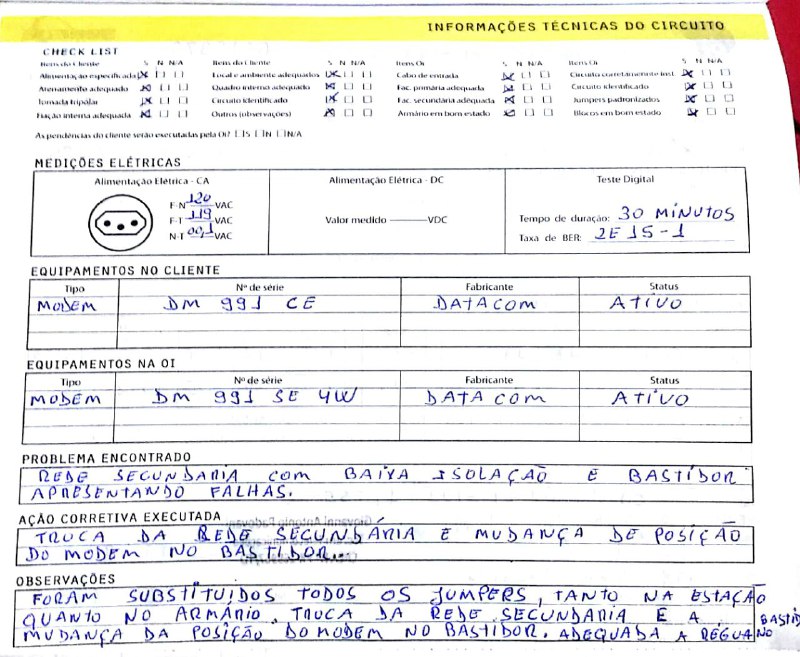 INFORMAÇÕES TÉCNICAS DO CIRCUITO
CHECK LIST
Itens do Cliente S N N/A Itens do Cliente S N N/A Itens Oi S N N/A Itens Oi S N N/A
Alimentação especificada Local e ambiente adequados Cabo de entrada Circuito corretamente inst.
Aterramento adequado Quadro interno adequado Fac. primária adequada Circuito identificado
Tomada tripolar Circuito identificado Fac. secundária adequada Jumpers padronizados
Fiação interna adequada Outros (observações) Armário em bom estado Blocos em bom estado
As pendências do cliente serão executadas pela Oi? S N N/A
MEDIÇÕES ELÉTRICAS
Alimentação Elétrica - CA Alimentação Elétrica - DC Teste Digital
F-N 120 VAC
F-T 119 VAC Valor medido VDC Tempo de duração: 30 MINUTOS
N-T 00,1 VAC Taxa de BER: 2E15-1
EQUIPAMENTOS NO CLIENTE
Tipo Nº de série Fabricante Status
MODEM DM 991 CE DATACOM ATIVO
EQUIPAMENTOS NA OI
Tipo Nº de série Fabricante Status
MODEM DM 991 SE 4W DATACOM ATIVO
PROBLEMA ENCONTRADO
REDE SECUNDARIA COM BAIXA ISOLAÇÃO E BASTIDOR
APRESENTANDO FALHAS.
AÇÃO CORRETIVA EXECUTADA
TRUCA DA REDE SECUNDÁRIA E MUDANÇA DE POSIÇÃO
DO MODEM NO BASTIDOR...
OBSERVAÇÕES
FORAM SUBSTITUIDOS TODOS OS JUMPERS, TANTO NA ESTAÇÃO
QUANTO NO ARMÁRIO. TRUCA DA REDE SECUNDARIA E A
MUDANÇA DA POSIÇÃO DO MODEM NO BASTIDOR. ADEQUADA A RÉGUA NO BASTID